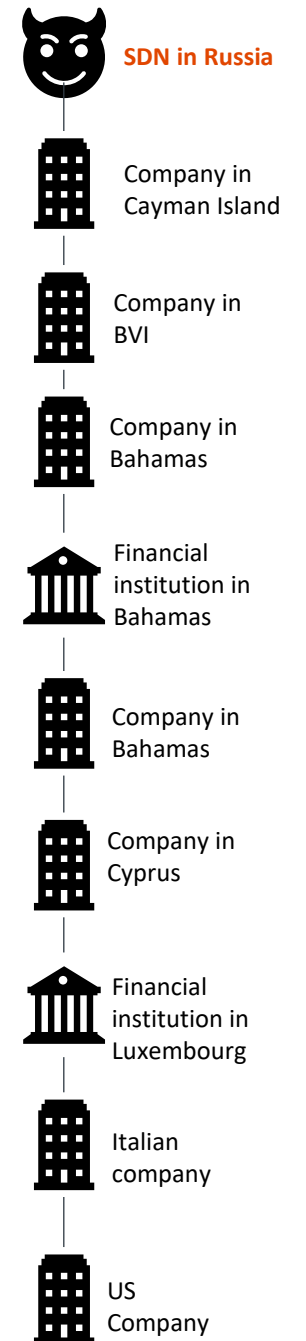 SDN in Russia
Company in
Cayman Island
Company in
BVI
Company in
Bahamas
Financial
institution in
Bahamas
Company in
Bahamas
Company in
Cyprus
Financial
institution in
Luxembourg
Italian
company
US
Company